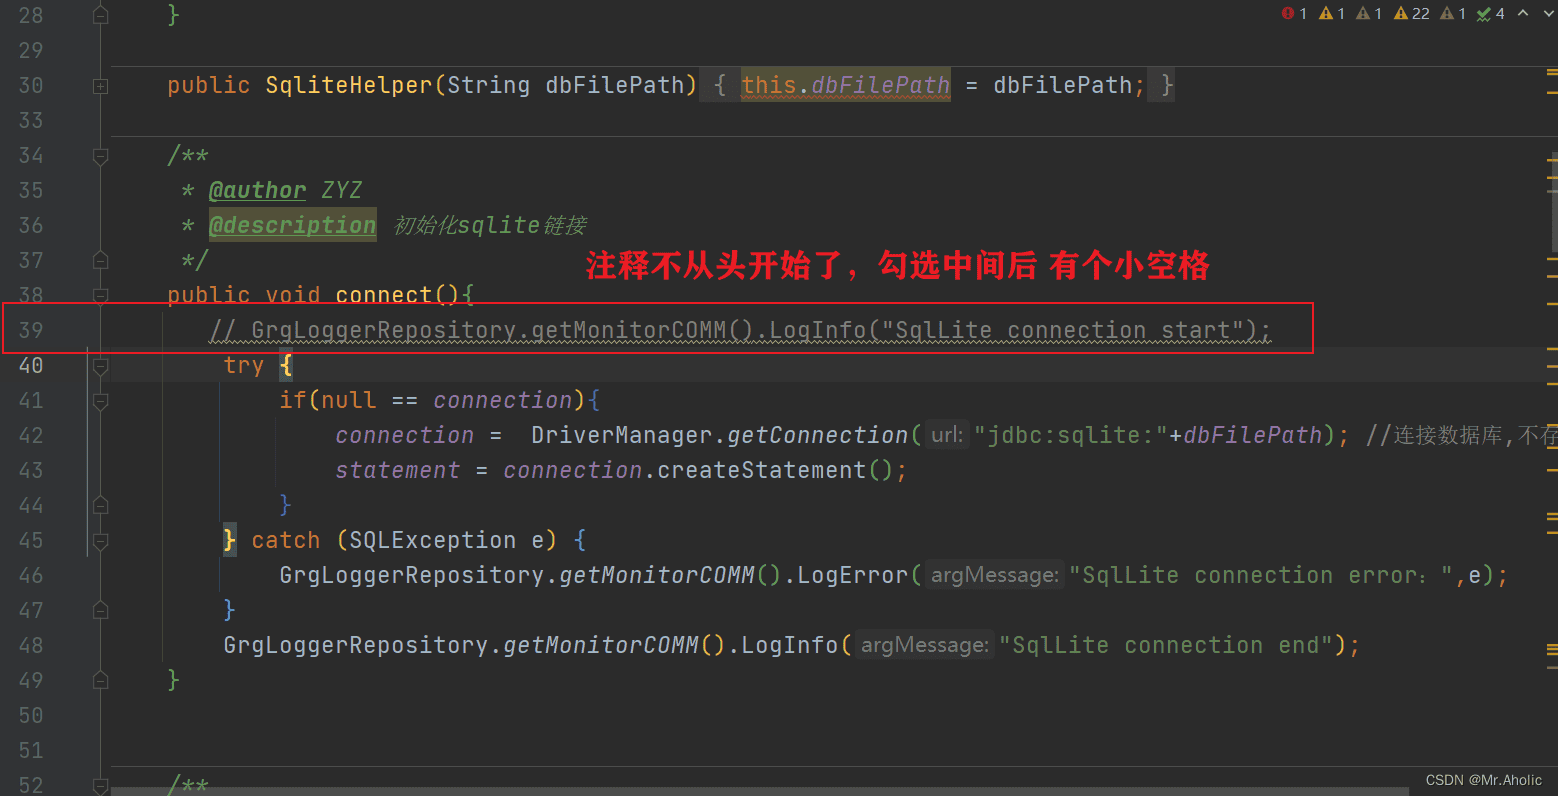 28 }
1 1 1 22 1 4
29
30 public SqliteHelper(String dbFilePath) { this.dbFilePath = dbFilePath; }
33
34 /**
35 * @author ZYZ
36 * @description 初始化sqlite链接
37 */
注释不从头开始了，勾选中间后 有个小空格
38 public void connect(){
39 // GrgLoggerRepository.getMonitorCOMM().LogInfo("SqlLite connection start");
40 try {
41 if(null == connection){
42 connection = DriverManager.getConnection( url: "jdbc:sqlite:"+dbFilePath); //连接数据库,不存
43 statement = connection.createStatement();
44 }
45 } catch (SQLException e) {
46 GrgLoggerRepository.getMonitorCOMM().LogError( argMessage: "SqlLite connection error：",e);
47 }
48 GrgLoggerRepository.getMonitorCOMM().LogInfo( argMessage: "SqlLite connection end");
49 }
50
51
52 /**
CSDN @Mr.Aholic